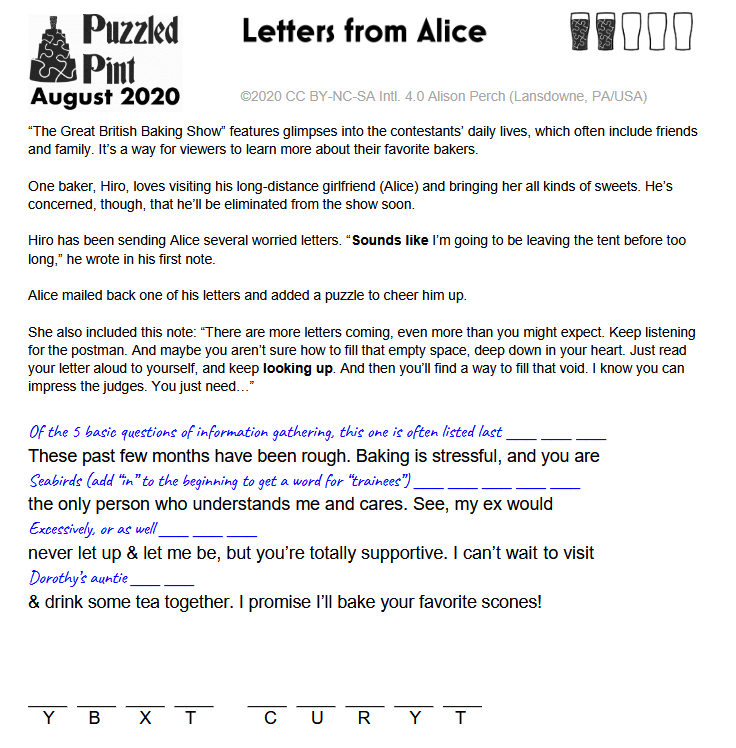 Puzzled Pint
August 2020
Letters from Alice
©2020 CC BY-NC-SA Intl. 4.0 Alison Perch (Lansdowne, PA/USA)
“The Great British Baking Show” features glimpses into the contestants’ daily lives, which often include friends
and family. It’s a way for viewers to learn more about their favorite bakers.
One baker, Hiro, loves visiting his long-distance girlfriend (Alice) and bringing her all kinds of sweets. He’s
concerned, though, that he’ll be eliminated from the show soon.
Hiro has been sending Alice several worried letters. “Sounds like I’m going to be leaving the tent before too
long,” he wrote in his first note.
Alice mailed back one of his letters and added a puzzle to cheer him up.
She also included this note: “There are more letters coming, even more than you might expect. Keep listening
for the postman. And maybe you aren’t sure how to fill that empty space, deep down in your heart. Just read
your letter aloud to yourself, and keep looking up. And then you’ll find a way to fill that void. I know you can
impress the judges. You just need…”
Of the 5 basic questions of information gathering, this one is often listed last ___ ___ ___
These past few months have been rough. Baking is stressful, and you are
Seabirds (add “in” to the beginning to get a word for “trainees”) ___ ___ ___ ___ ___
the only person who understands me and cares. See, my ex would
Excessively, or as well ___ ___ ___
never let up & let me be, but you’re totally supportive. I can’t wait to visit
Dorothy’s auntie ___ ___
& drink some tea together. I promise I’ll bake your favorite scones!
___ ___ ___ ___ ___ ___ ___ ___ ___
Y B X T C U R Y T